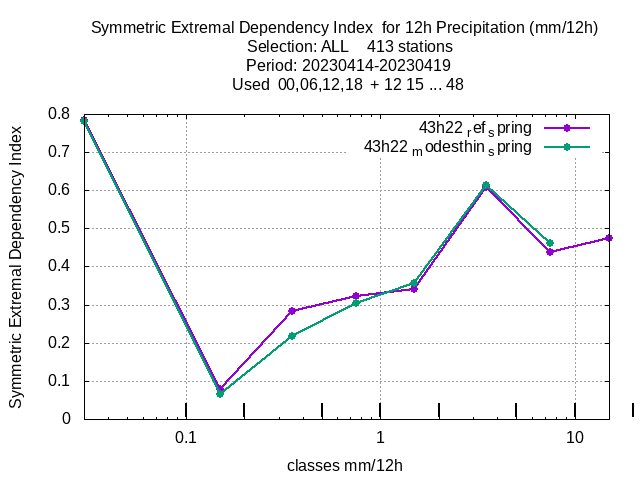 Symmetric Extremal Dependency Index  for 12h Precipitation (mm/12h)
Selection: ALL    413 stations
Period: 20230414-20230419
Used  00,06,12,18  + 12 15 ... 48
43h22 ref spring
43h22 modesthin spring
0.8
0.7
0.6
0.5
0.4
0.3
0.2
0.1
0
Symmetric Extremal Dependency Index
0.1 1 10
classes mm/12h